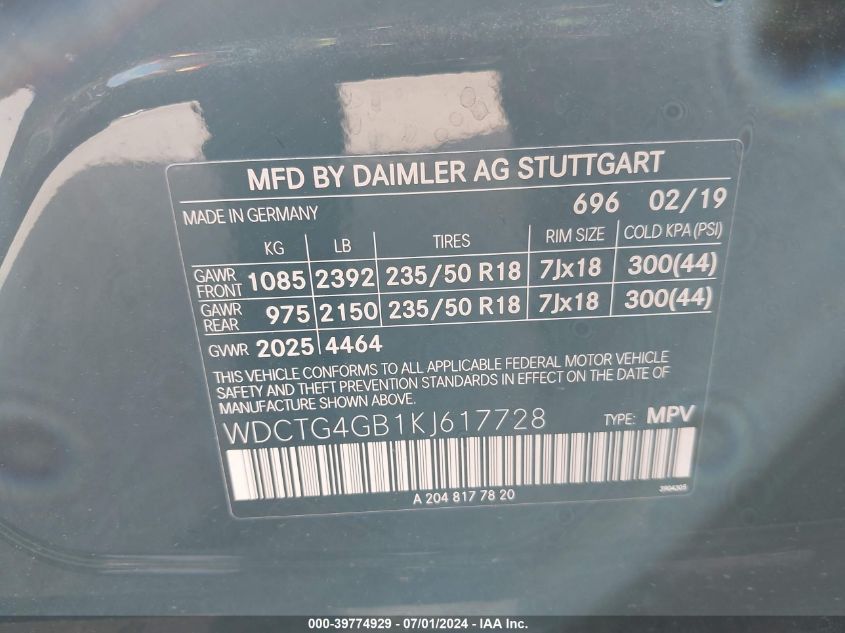 MFD BY DAIMLER AG STUTTGART
MADE IN GERMANY 696 02/19
KG LB TIRES RIM SIZE COLD KPA (PSI)
GAWR FRONT 1085 2392 235/50 R18 7Jx18 300(44)
GAWR REAR 975 2150 235/50 R18 7Jx18 300(44)
GVWR 2025 4464
THIS VEHICLE CONFORMS TO ALL APPLICABLE FEDERAL MOTOR VEHICLE
SAFETY AND THEFT PREVENTION STANDARDS IN EFFECT ON THE DATE OF
MANUFACTURE SHOWN ABOVE.
WDCTG4GB1KJ617728 TYPE: MPV
A 204 817 78 20 3904305
000-39774929 - 07/01/2024 - IAA Inc.